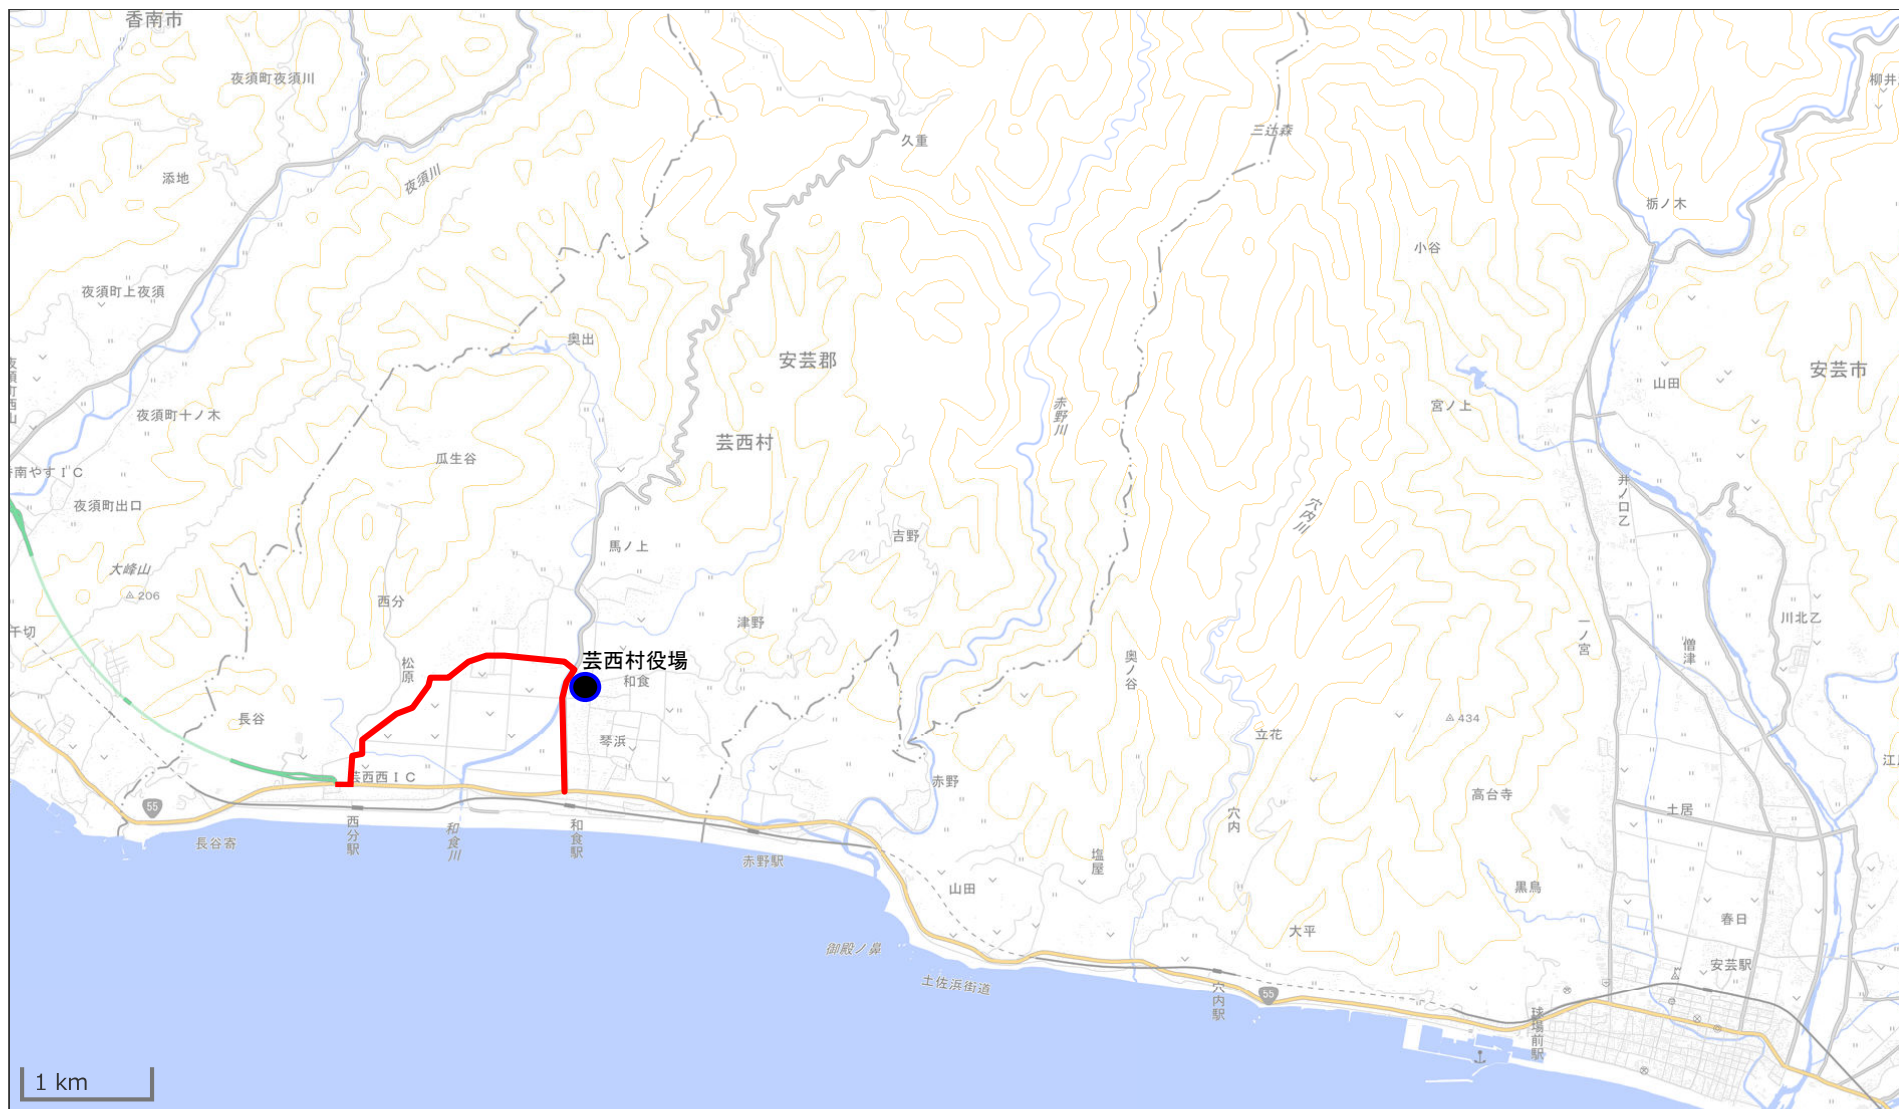 香南市
夜須町夜須川
柳井
久重
三辻森
添地
夜須川
栃ノ木
小谷
夜須町上夜須
奥出
安芸郡
安芸市
山田
赤野川
宮ノ上
夜須町十ノ木
芸西村
瓜生谷
南やすIC
夜須町出口
井ノ口乙
穴内川
吉野
馬ノ上
大峰山
206
西分
津野
川北乙
一ノ宮
僧津
芸西村役場
松原
和食
奥ノ谷
長谷
434
立花
琴浜
芸西西IC
赤野
高台寺
土居
55
穴内
西分駅
和食川
和食駅
長谷寄
赤野駅
塩屋
山田
黒鳥
春日
大平
御殿ノ鼻
安芸駅
土佐浜街道
穴内駅
55
球場前駅
1 km